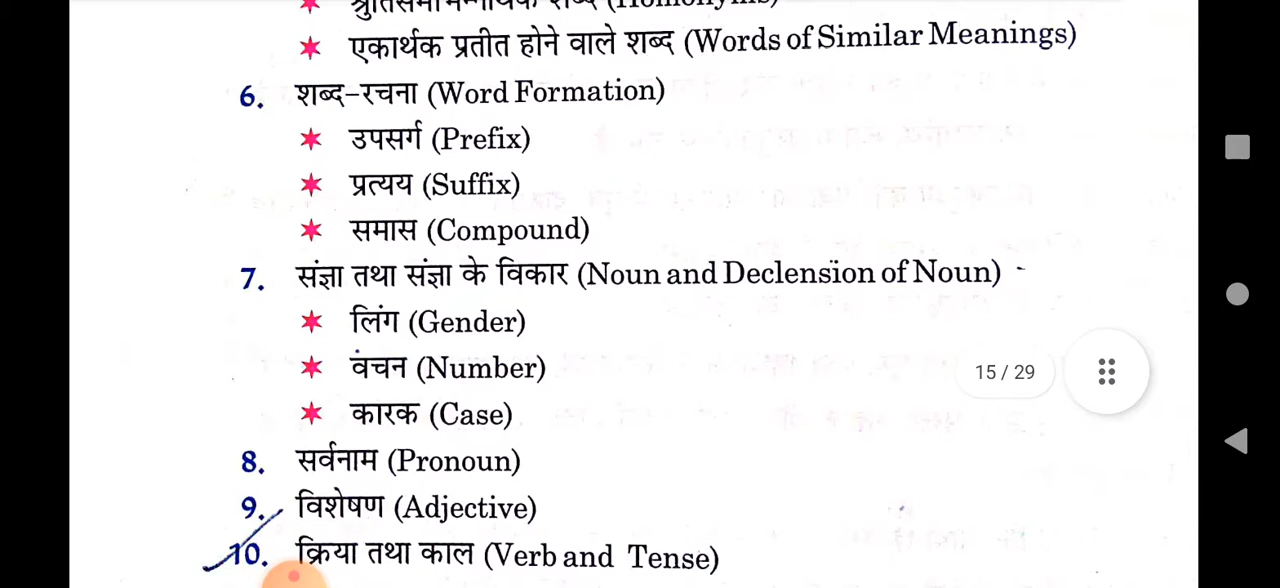 एकार्थक प्रतीत होने वाले शब्द (Words of Similar Meanings)
6. शब्द-रचना (Word Formation)
उपसर्ग (Prefix)
प्रत्यय (Suffix)
समास (Compound)
7. संज्ञा तथा संज्ञा के विकार (Noun and Declension of Noun)
लिंग (Gender)
वचन (Number)
15 / 29
कारक (Case)
8. सर्वनाम (Pronoun)
9. विशेषण (Adjective)
10. क्रिया तथा काल (Verb and Tense)